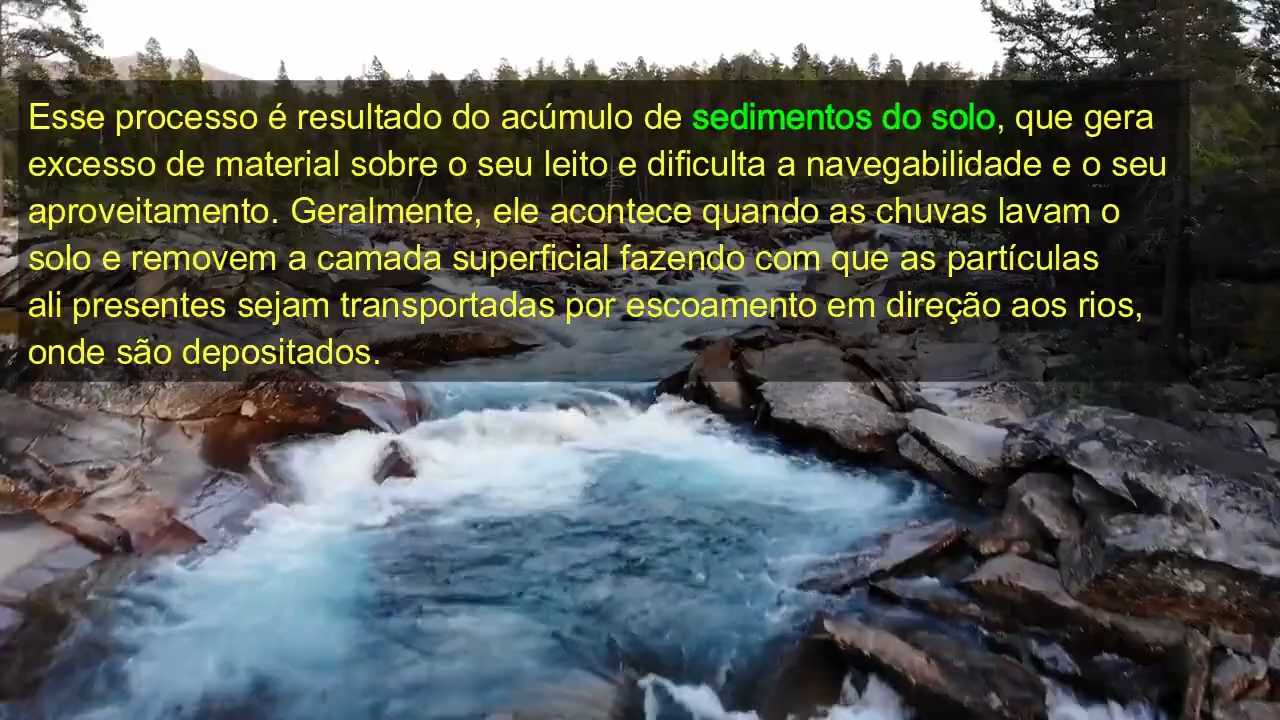 Esse processo é resultado do acúmulo de sedimentos do solo, que gera
excesso de material sobre o seu leito e dificulta a navegabilidade e o seu
aproveitamento. Geralmente, ele acontece quando as chuvas lavam o
solo e removem a camada superficial fazendo com que as partículas
ali presentes sejam transportadas por escoamento em direção aos rios,
onde são depositados.